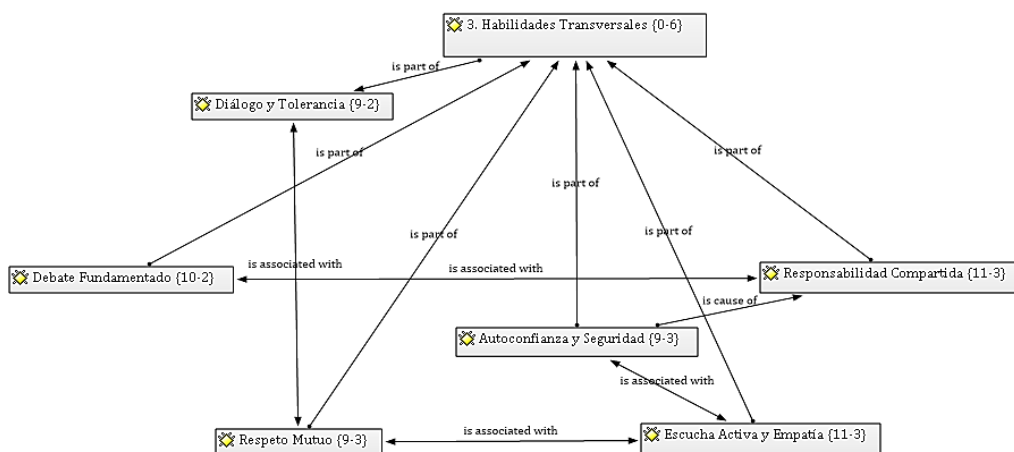 3. Habilidades Transversales {0-6}
is part of
Diálogo y Tolerancia {9-2}
is part of
is part of
is part of
is part of
is part of
is associated with
is associated with
Debate Fundamentado {10-2}
Responsabilidad Compartida {11-3}
is cause of
Autoconfianza y Seguridad {9-3}
is associated with
is associated with
Respeto Mutuo {9-3}
Escucha Activa y Empatía {11-3}